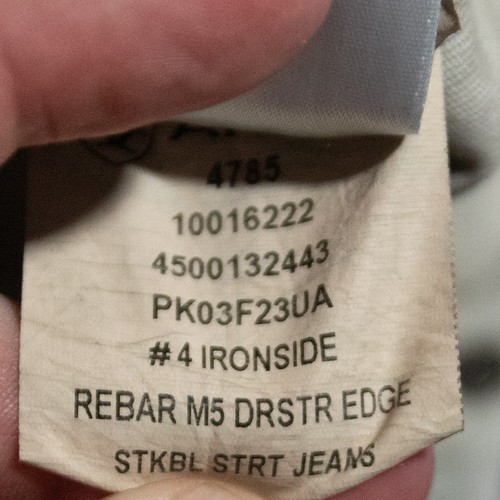 4785
10016222
4500132443
PK03F23UA
#4 IRONSIDE
REBAR M5 DRSTR EDGE
STKBL STRT JEANS